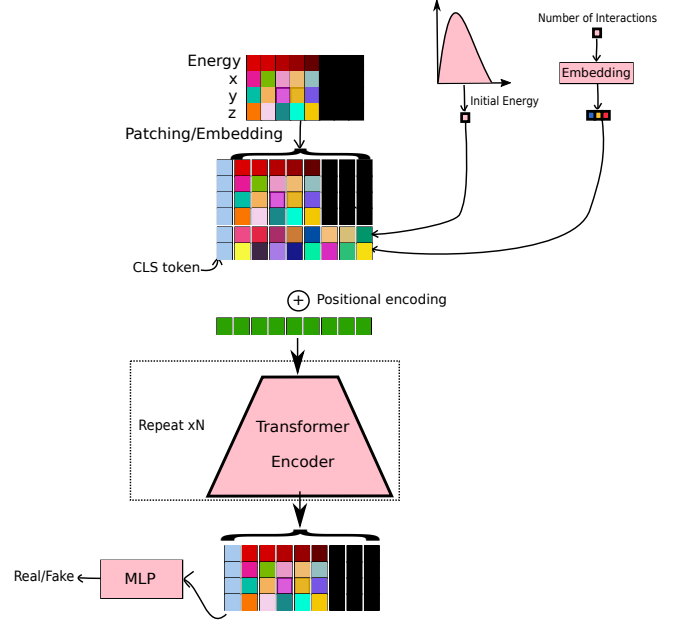 Number of Interactions
Energy
x
y
z
Embedding
Initial Energy
Patching/Embedding
CLS token
+
Positional encoding
Repeat xN
Transformer
Encoder
Real/Fake
MLP